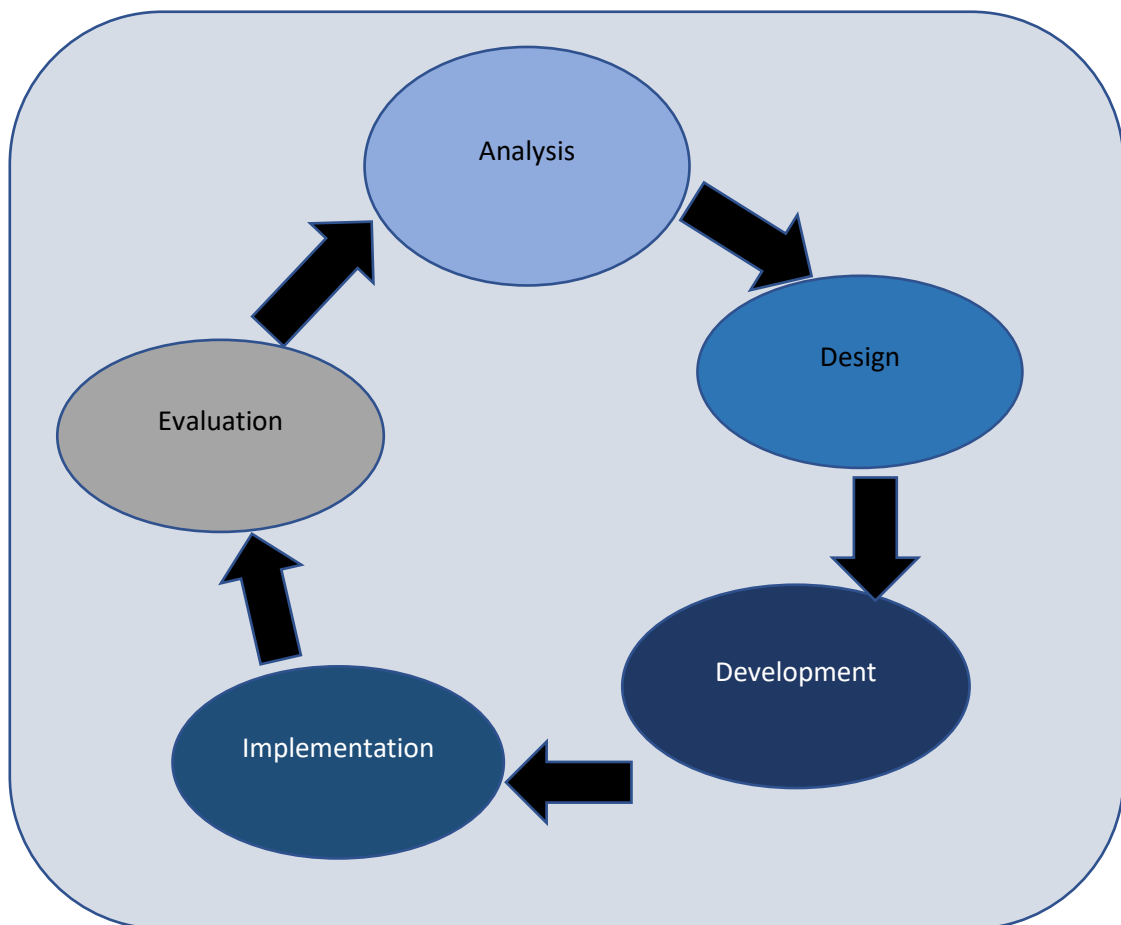 Analysis
Design
Development
Implementation
Evaluation